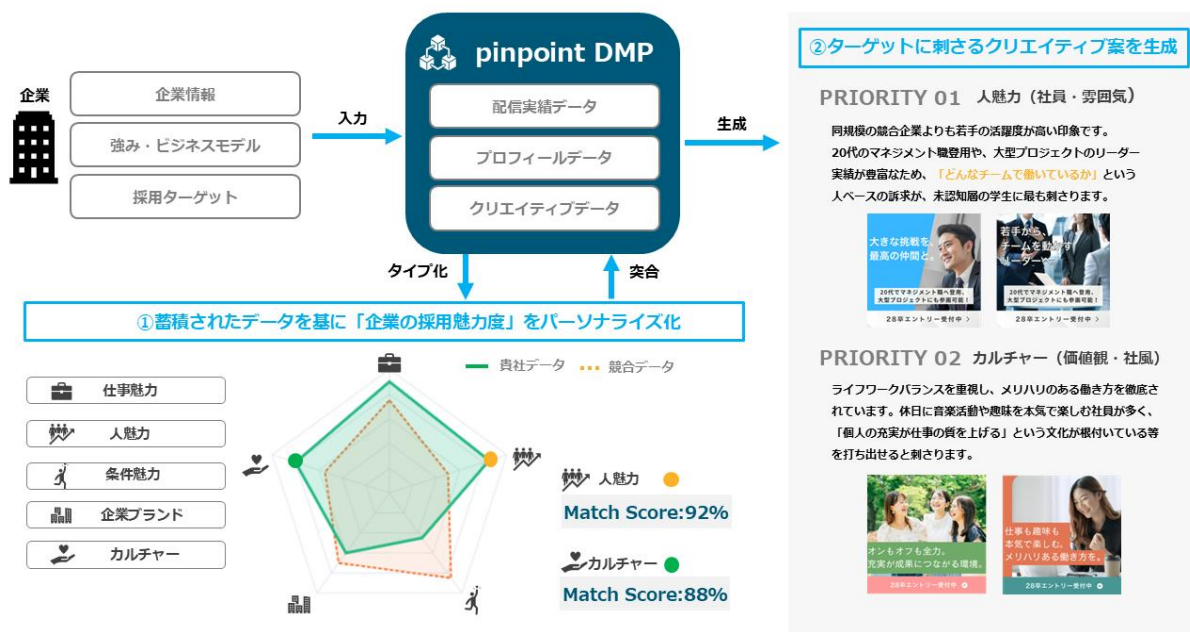 企業
企業情報
強み・ビジネスモデル
採用ターゲット
入力
pinpoint DMP
配信実績データ
プロフィールデータ
クリエイティブデータ
生成
タイプ化
突合
①蓄積されたデータを基に「企業の採用魅力度」をパーソナライズ化
仕事魅力
人魅力
条件魅力
企業ブランド
カルチャー
貴社データ
競合データ
人魅力
Match Score:92%
カルチャー
Match Score:88%
②ターゲットに刺さるクリエイティブ案を生成
PRIORITY 01 人魅力（社員・雰囲気）
同規模の競合企業よりも若手の活躍度が高い印象です。
20代のマネジメント職登用や、大型プロジェクトのリーダー
実績が豊富なため、「どんなチームで働いているか」という
人ベースの訴求が、未認知層の学生に最も刺さります。
大きな挑戦を、
最高の仲間と。
20代でマネジメント職へ登用、
大型プロジェクトにも参画可能！
28卒エントリー受付中 >
若手から、
チームを動かす
リーダーへ
20代でマネジメント職へ登用、
大型プロジェクトにも参画可能！
28卒エントリー受付中 >
PRIORITY 02 カルチャー（価値観・社風）
ライフワークバランスを重視し、メリハリのある働き方を徹底さ
れています。休日に音楽活動や趣味を本気で楽しむ社員が多く、
「個人の充実が仕事の質を上げる」という文化が根付いている等
を打ち出せると刺さります。
オンもオフも全力。
充実が成果につながる環境。
28卒エントリー受付中
仕事も趣味も
本気で楽しむ。
メリハリある働き方を。
28卒エントリー受付中